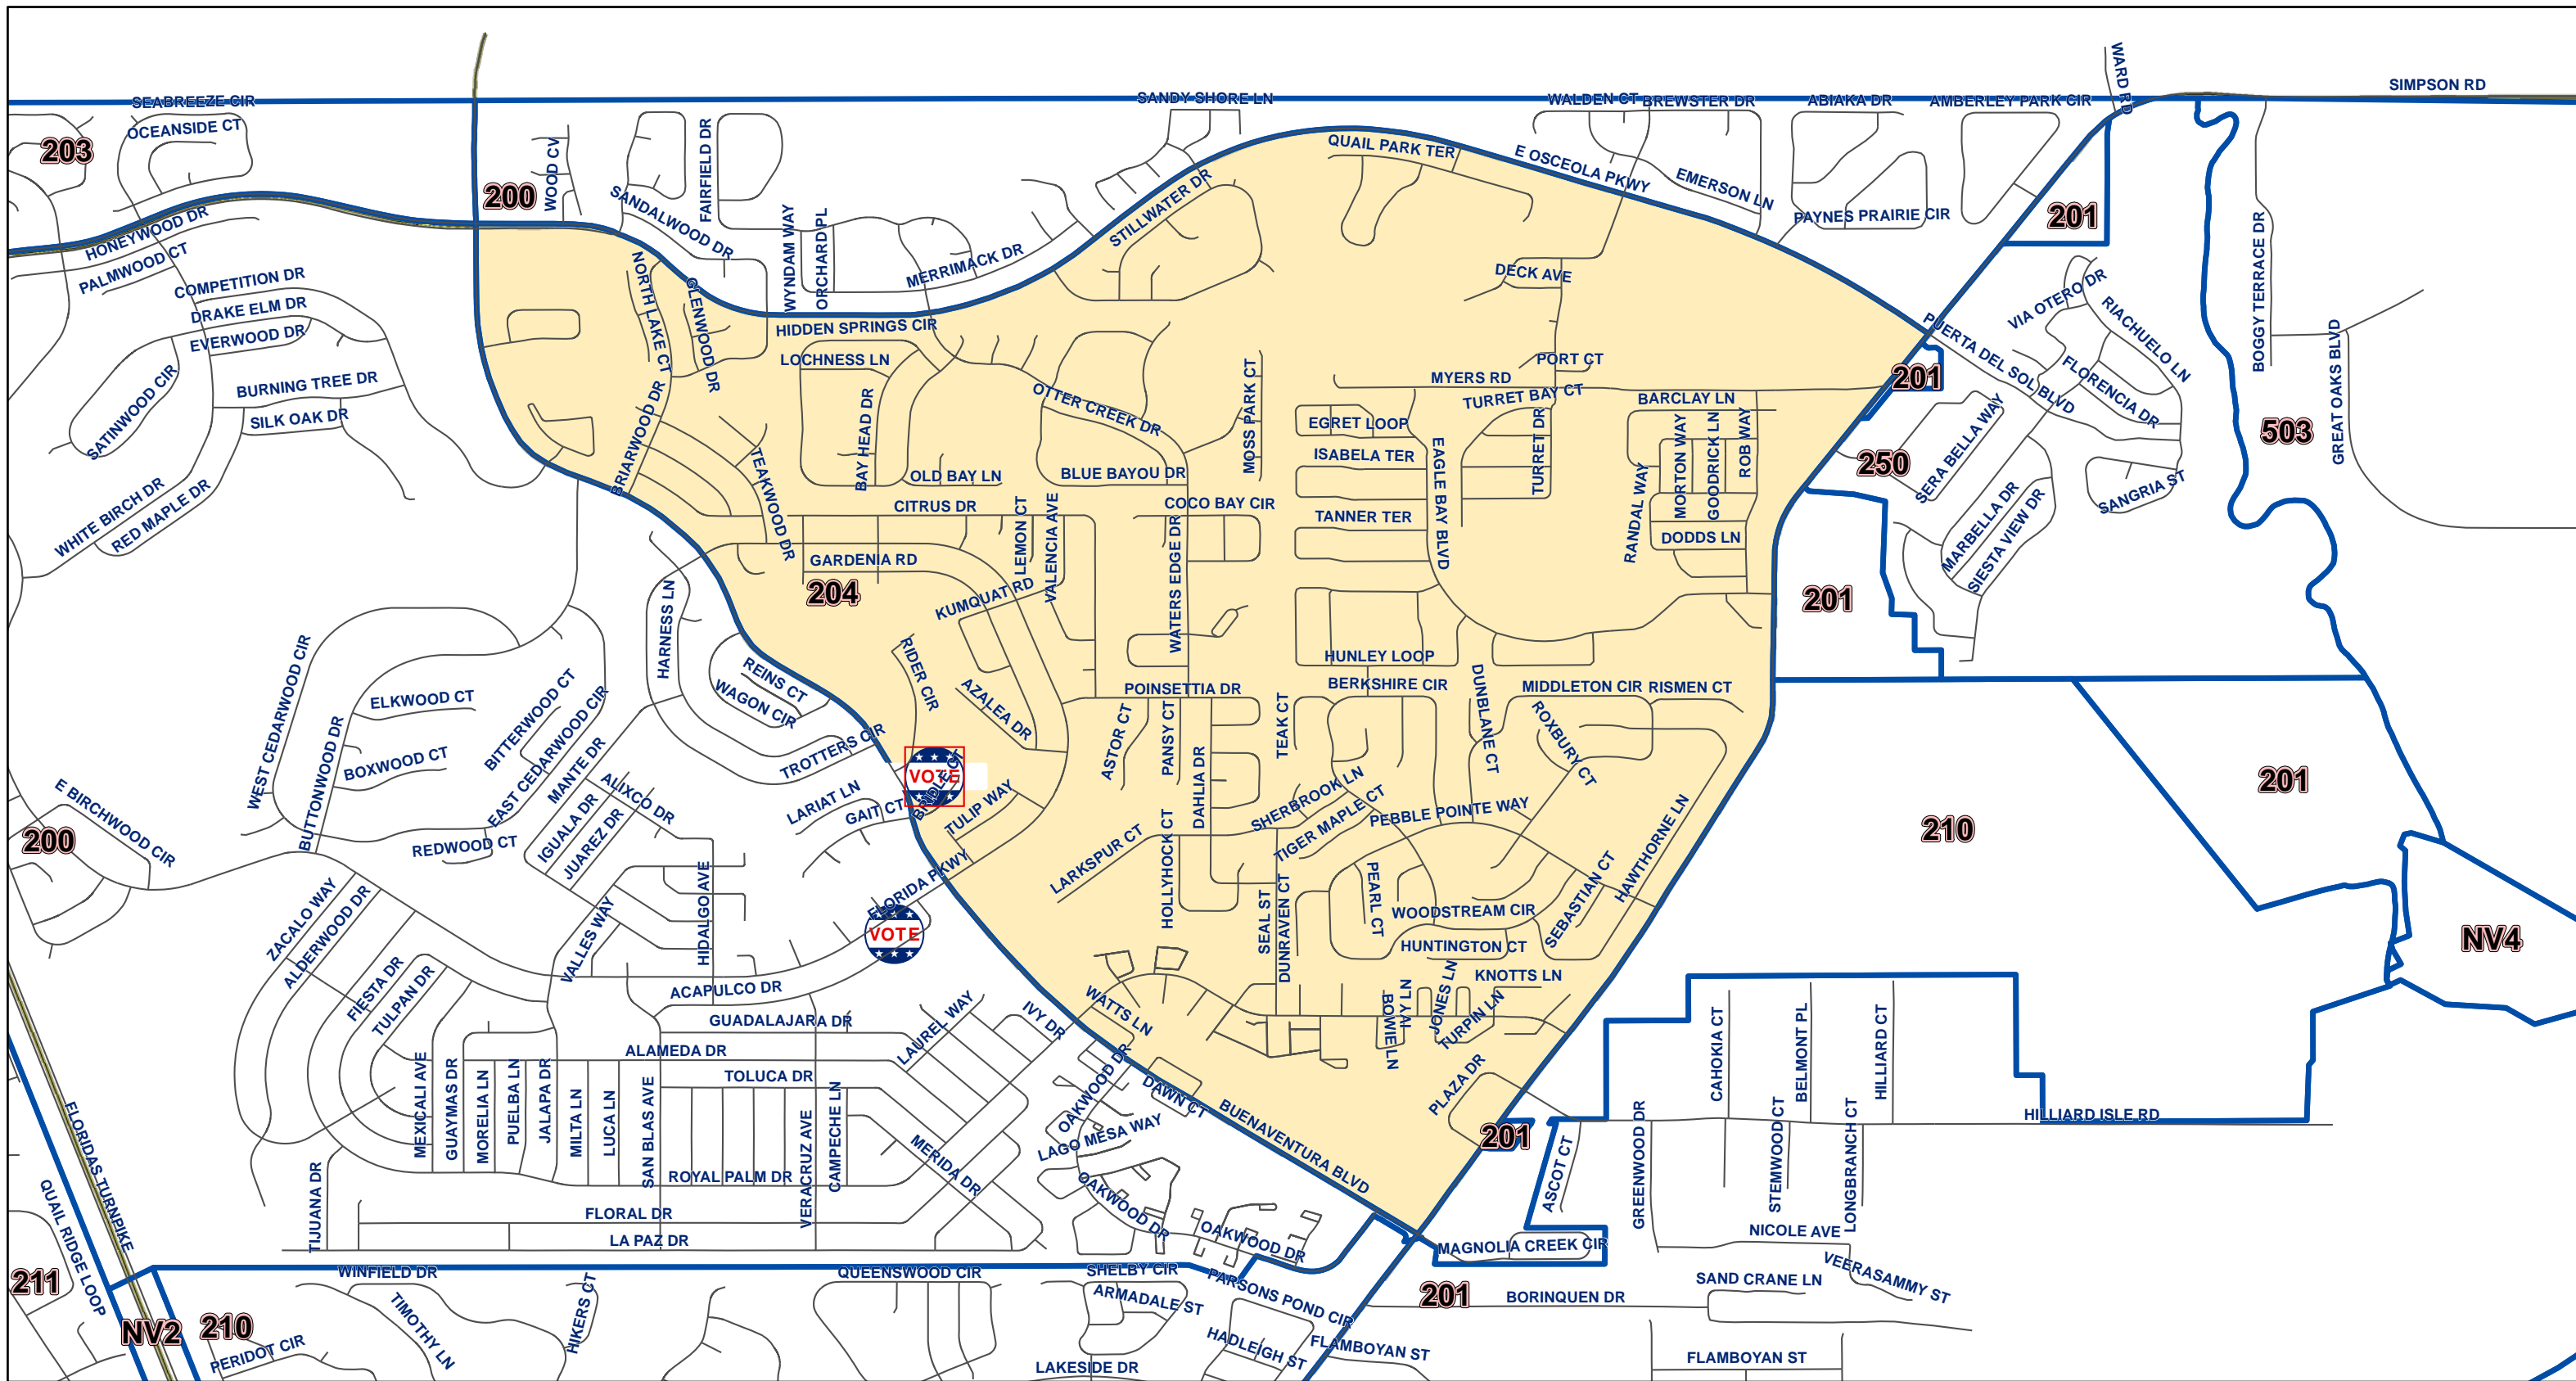 SEABREEZE CIR
SANDY SHORE LN
WALDEN CT
BREWSTER DR
ABIAKA DR
AMBERLEY PARK CIR
WARD RD
SIMPSON RD
OCEANSIDE CT
203
200
WOOD CV
FAIRFIELD DR
SANDALWOOD DR
WYNDAM WAY
ORCHARD PL
MERRIMACK DR
STILLWATER DR
QUAIL PARK TER
E OSCEOLA PKWY
EMERSON LN
PAYNES PRAIRIE CIR
201
BOGGY TERRACE DR
HONEYWOOD DR
PALMWOOD CT
COMPETITION DR
DRAKE ELM DR
EVERWOOD DR
NORTH LAKE CT
GLENWOOD DR
HIDDEN SPRINGS CIR
LOCHNESS LN
DECK AVE
PORT CT
MYERS RD
TURRET BAY CT
BARCLAY LN
PUERTA DEL SOL BLVD
VIA OTERO DR
RIACHUELO LN
FLORENCIA DR
GREAT OAKS BLVD
201
503
SATINWOOD CIR
BURNING TREE DR
SILK OAK DR
BRIARWOOD DR
TEAKWOOD DR
BAY HEAD DR
OLD BAY LN
OTTER CREEK DR
BLUE BAYOU DR
MOSS PARK CT
EGRET LOOP
ISABELA TER
EAGLE BAY BLVD
TURRET DR
RANDAL WAY
MORTON WAY
GOODRICK LN
ROB WAY
250
SERA BELLA WAY
SANGRIA ST
MARBELLA DR
SIESTA VIEW DR
WHITE BIRCH DR
RED MAPLE DR
CITRUS DR
LEMON CT
VALENCIA AVE
COCO BAY CIR
TANNER TER
DODDS LN
GARDENIA RD
204
KUMQUAT RD
WATERS EDGE DR
201
HARNESS LN
REINS CT
WAGON CIR
RIDER CIR
AZALEA DR
HUNLEY LOOP
BERKSHIRE CIR
DUNBLANE CT
MIDDLETON CIR
RISMEN CT
WEST CEDARWOOD CIR
ELKWOOD CT
BITTERWOOD CT
EAST CEDARWOOD CIR
BUTTONWOOD DR
BOXWOOD CT
MANTE DR
TROTTERS CIR
POINSETTIA DR
ASTOR CT
PANSY CT
DAHLIA DR
TEAK CT
ROXBURY CT
VOTE
BRIDLE CT
201
E BIRCHWOOD CIR
200
REDWOOD CT
IGUALA DR
JUAREZ DR
ALIXCO DR
LARIAT LN
GAIT CT
TULIP WAY
SHERBROOK LN
TIGER MAPLE CT
PEBBLE POINTE WAY
HAWTHORNE LN
210
LARKSPUR CT
HOLLYHOCK CT
FLORIDA PKWY
VOTE
HIDALGO AVE
VALLES WAY
SEAL ST
DUNRAVEN CT
PEARL CT
WOODSTREAM CIR
HUNTINGTON CT
SEBASTIAN CT
NV4
ZACALO WAY
ALDERWOOD DR
FIESTA DR
TULPAN DR
ACAPULCO DR
GUADALAJARA DR
ALAMEDA DR
TOLUCA DR
LAUREL WAY
IVY DR
WATTS LN
BOWIE LN
IVY LN
JONES LN
TURPIN LN
KNOTTS LN
PLAZA DR
CAHOKIA CT
BELMONT PL
HILLIARD CT
HILLIARD ISLE RD
MEXICALI AVE
GUAYMAS DR
MORELIA LN
PUELBA LN
JALAPA DR
MILTA LN
LUCA LN
SAN BLAS AVE
VERACRUZ AVE
CAMPECHE LN
MERIDA DR
OAKWOOD DR
LAGO MESA WAY
DAWN CT
BUENAVENTURA BLVD
201
ASCOT CT
GREENWOOD DR
STEMWOOD CT
LONGBRANCH CT
FLORIDAS TURNPIKE
QUAIL RIDGE LOOP
TIJUANA DR
ROYAL PALM DR
FLORAL DR
LA PAZ DR
OAKWOOD DR
OAKWOOD DR
MAGNOLIA CREEK CIR
NICOLE AVE
VEERASAMMY ST
211
NV2
210
WINFIELD DR
TIMOTHY LN
HIKERS CT
PERIDOT CIR
QUEENSWOOD CIR
SHELBY CIR
ARMADALE ST
PARSONS POND CIR
HADLEIGH ST
LAKESIDE DR
FLAMBOYAN ST
201
BORINQUEN DR
SAND CRANE LN
FLAMBOYAN ST